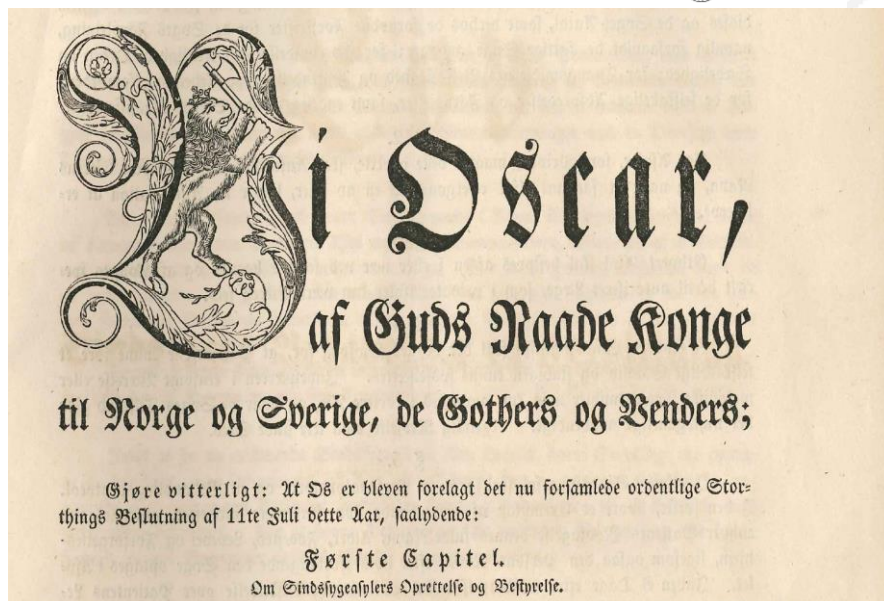 Vi Oscar,
af Guds Naade Konge
til Norge og Sverige, de Gothers og Venders;
Gjøre vitterligt: At Os er bleven forelagt det nu forsamlede ordentlige Stor-
things Beslutning af 11te Juli dette Aar, saalydende:
Første Capitel.
Om Sindssygeasylers Oprettelse og Bestyrelse.